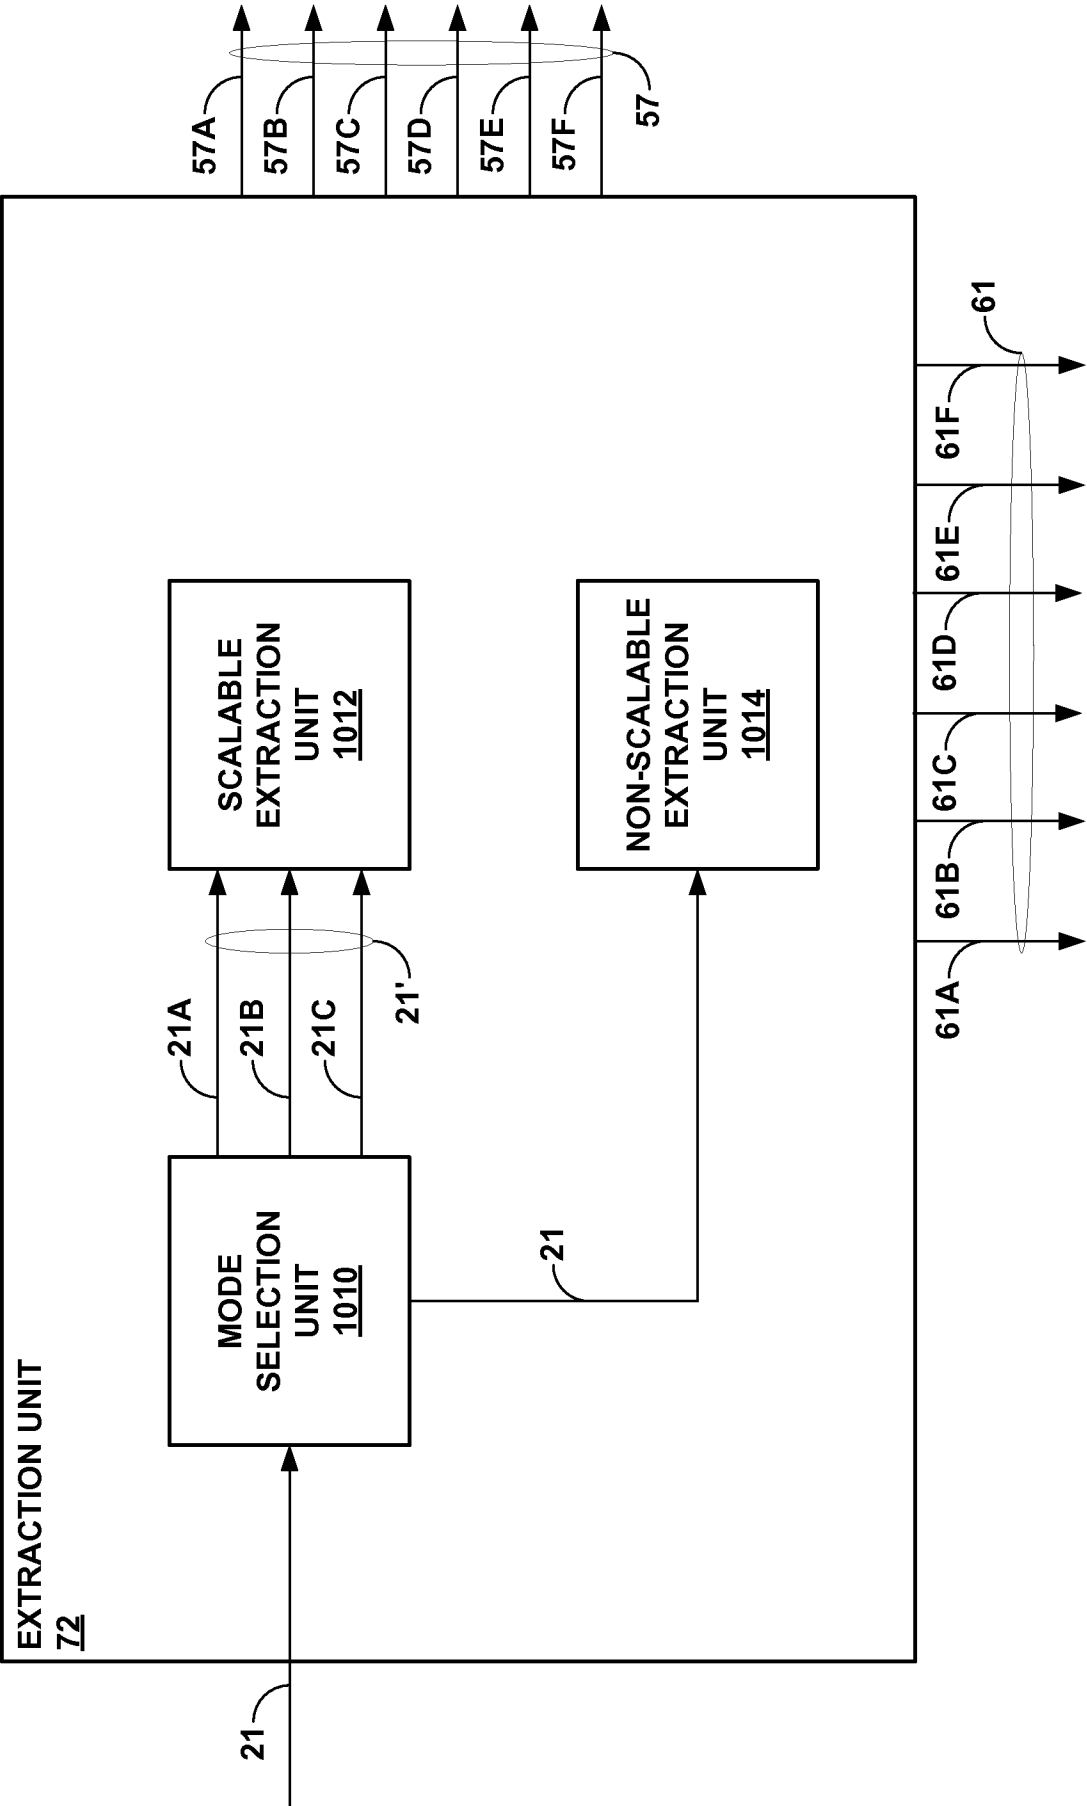 EXTRACTION UNIT
72
21
MODE
SELECTION
UNIT
1010
21A
21B
21C
21'
21
SCALABLE
EXTRACTION
UNIT
1012
NON-SCALABLE
EXTRACTION
UNIT
1014
57A
57B
57C
57D
57E
57F
57
61A
61B
61C
61D
61E
61F
61